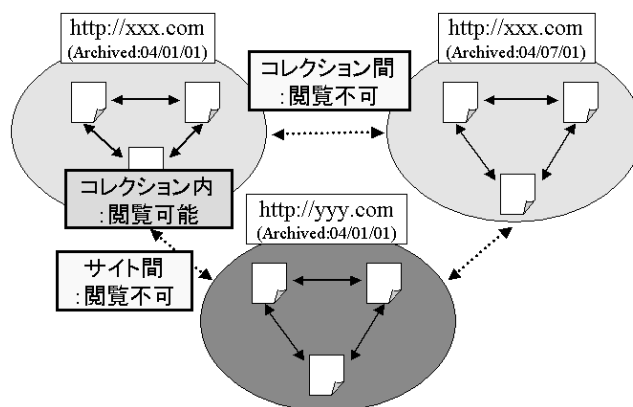 http://xxx.com
(Archived:04/01/01)
http://xxx.com
(Archived:04/07/01)
コレクション間
:閲覧不可
コレクション内
:閲覧可能
http://yyy.com
(Archived:04/01/01)
サイト間
:閲覧不可